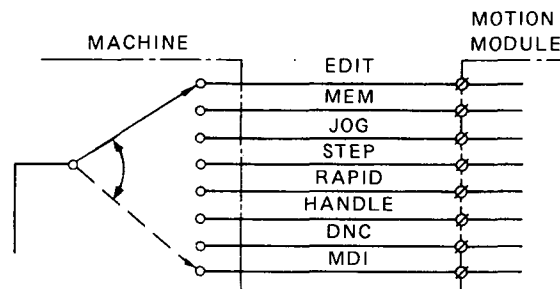 MACHINE
MOTION
MODULE
EDIT
MEM
JOG
STEP
RAPID
HANDLE
DNC
MDI